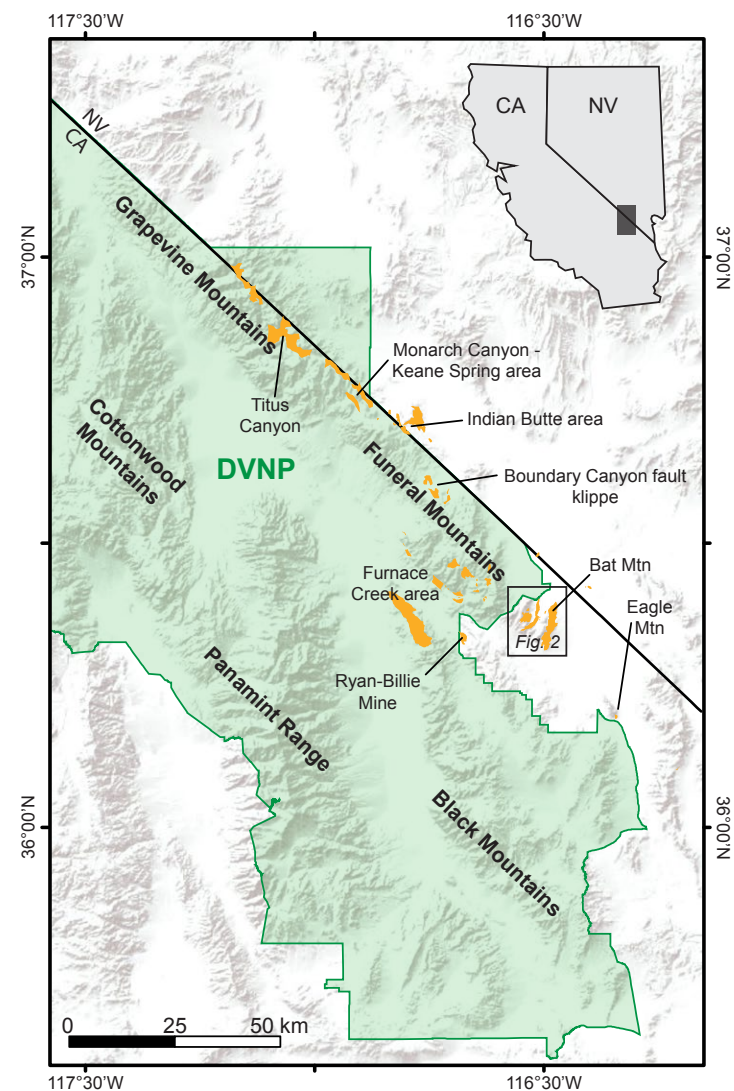 117°30'W
116°30'W
CA
NV
NV
CA
37°00'N
37°00'N
Grapevine Mountains
Monarch Canyon -
Keane Spring area
Titus
Canyon
Indian Butte area
Cottonwood
Mountains
DVNP
Funeral Mountains
Boundary Canyon fault
klippe
Furnace
Creek area
Bat Mtn
Eagle
Mtn
Fig. 2
Ryan-Billie
Mine
Panamint Range
Black Mountains
36°00'N
36°00'N
0
25
50 km
117°30'W
116°30'W